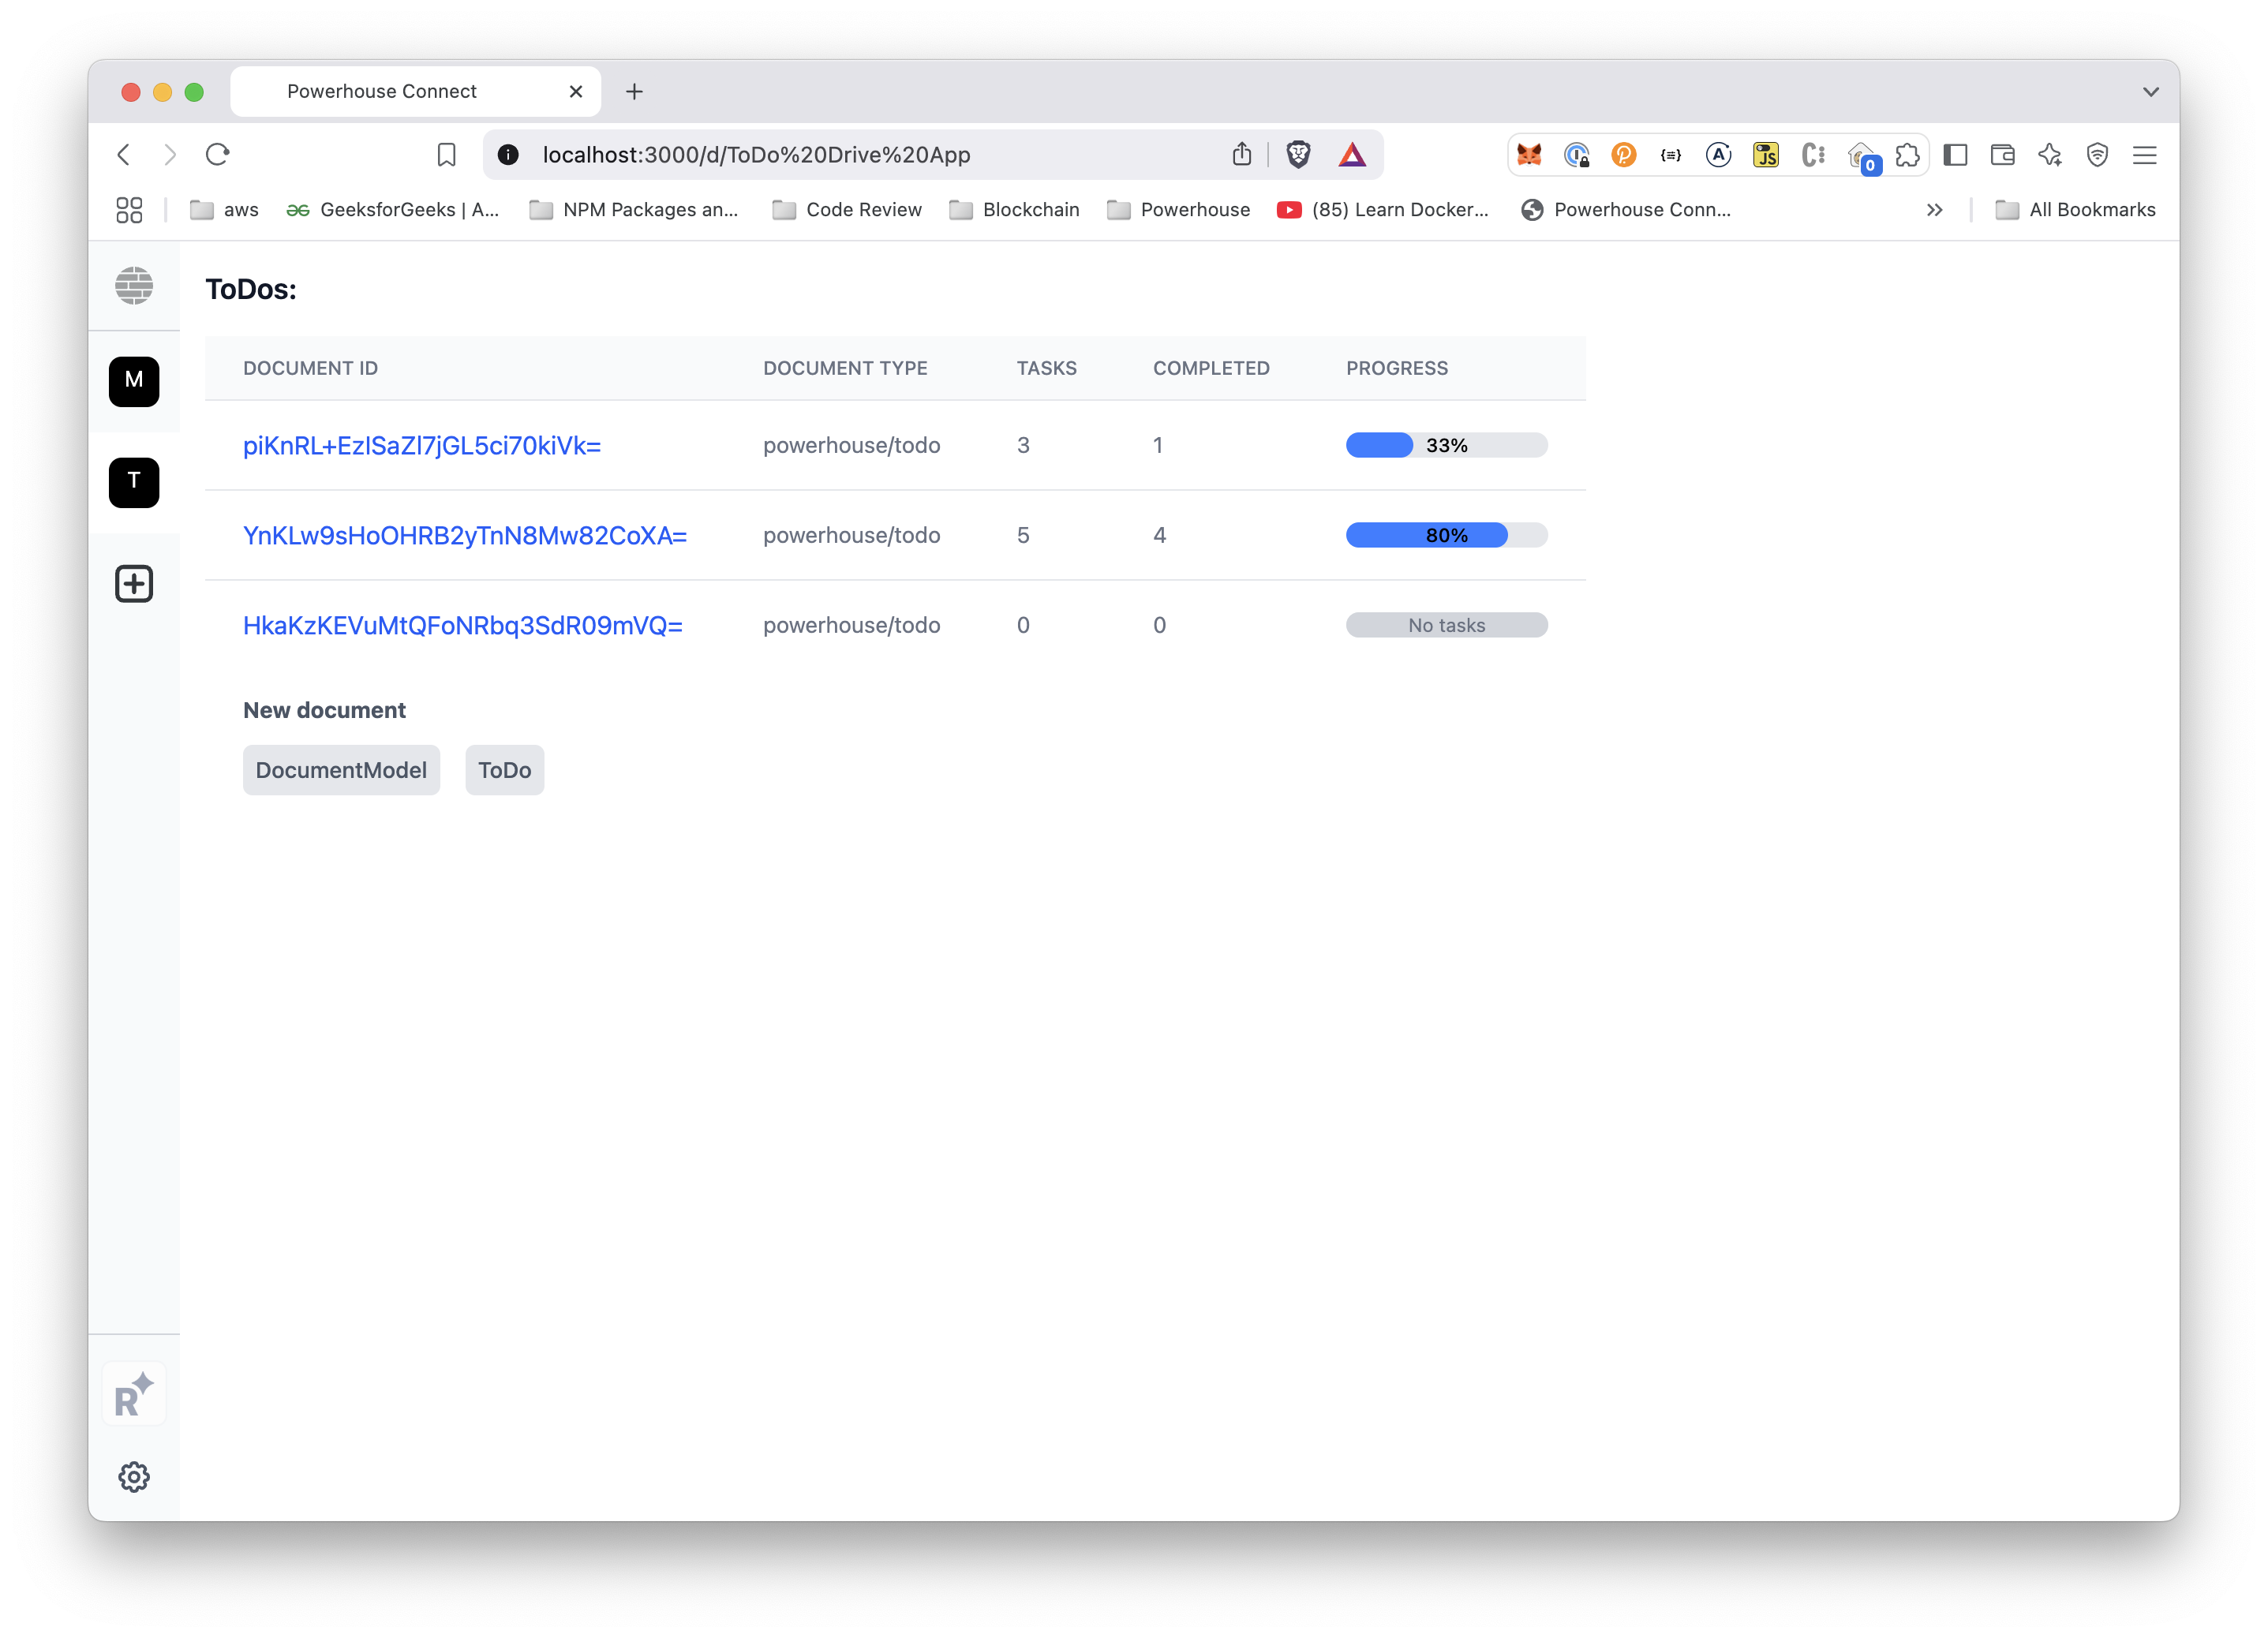 Powerhouse Connect
localhost:3000/d/ToDo%20Drive%20App
0
aws GeeksforGeeks | A... NPM Packages an... Code Review Blockchain Powerhouse (85) Learn Docker... Powerhouse Conn... All Bookmarks
ToDos:
DOCUMENT ID DOCUMENT TYPE TASKS COMPLETED PROGRESS
M
piKnRL+EzlSaZl7jGL5ci70kiVk= powerhouse/todo 3 1 33%
T
YnKLw9sHoOHRB2yTnN8Mw82CoXA= powerhouse/todo 5 4 80%
HkaKzKEVuMtQFoNRbq3SdR09mVQ= powerhouse/todo 0 0 No tasks
New document
DocumentModel ToDo
R